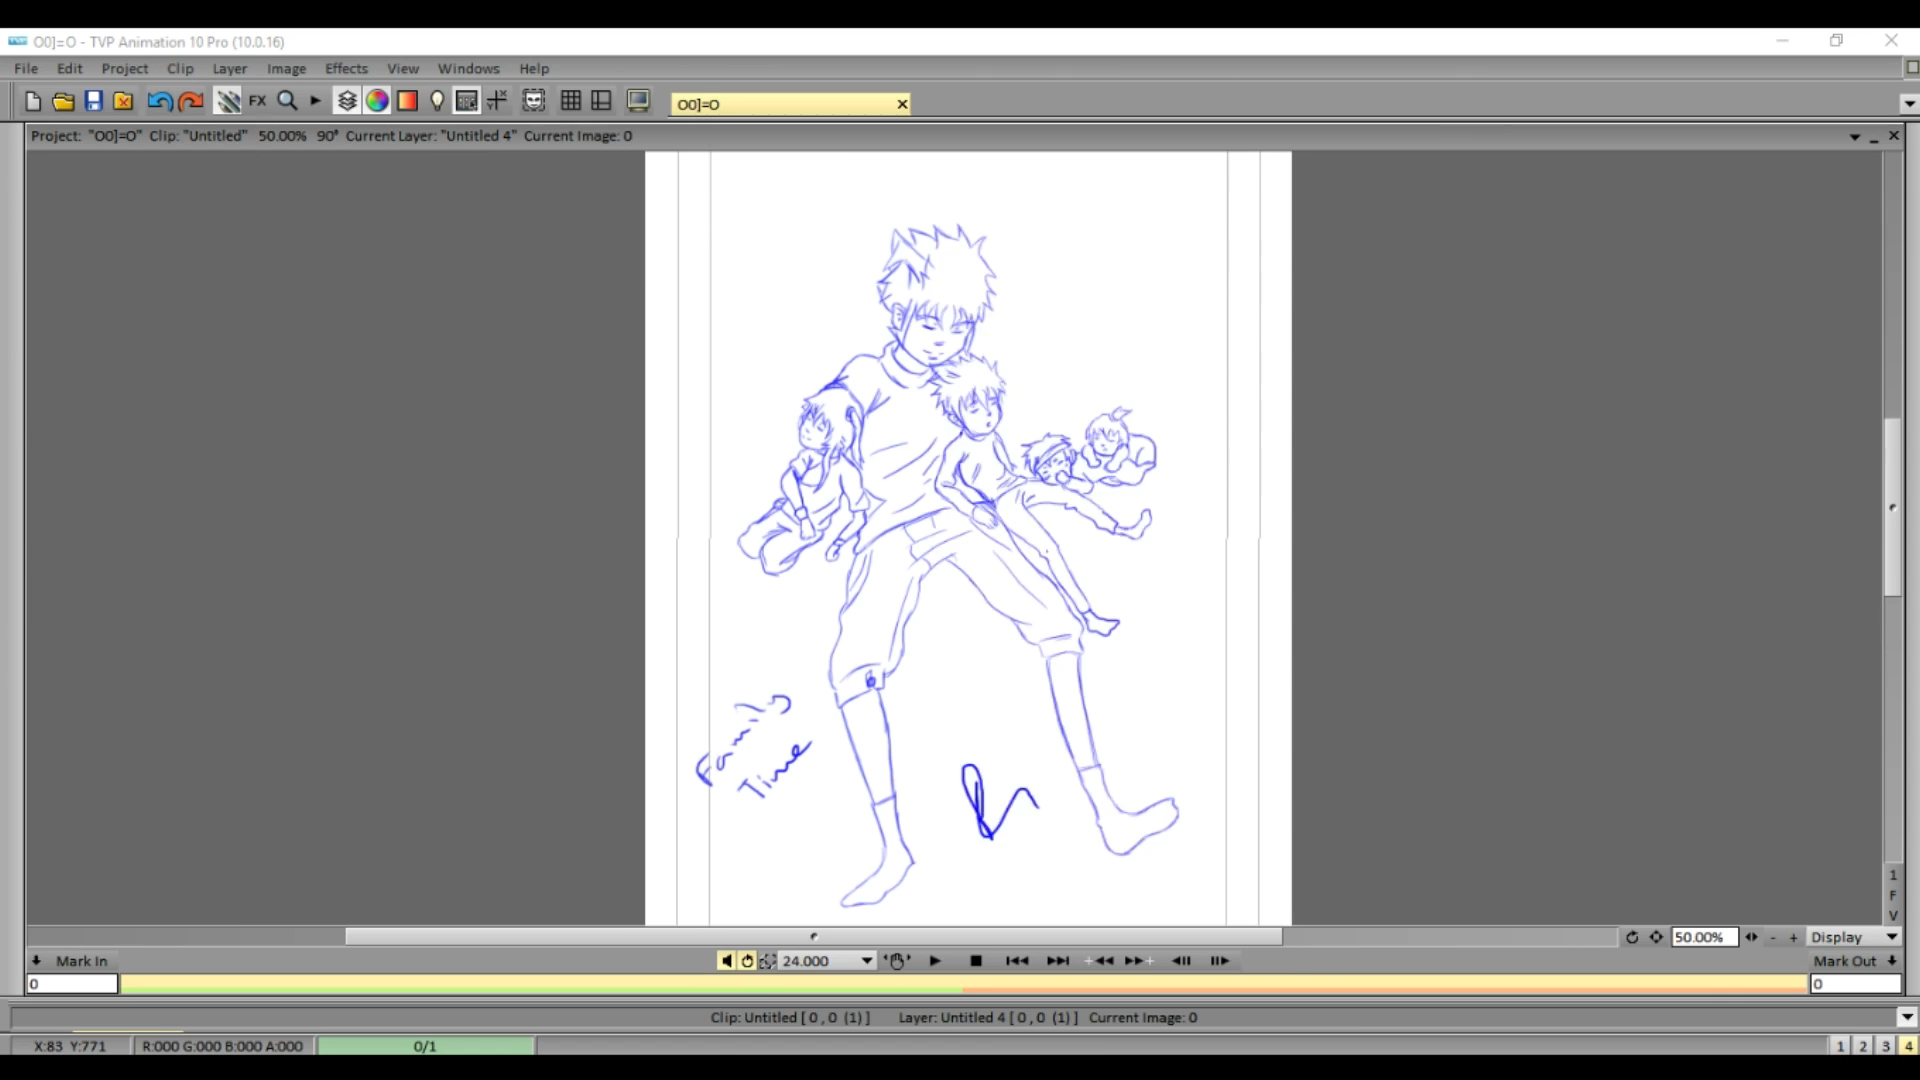 O0]=O - TVP Animation 10 Pro (10.0.16)
File Edit Project Clip Layer Image Effects View Windows Help
FX
O0]=O
Project: "O0]=O" Clip: "Untitled" 50.00% 90° Current Layer: "Untitled 4" Current Image: 0
Family
Time
1
F
V
50.00% - + Display
Mark In 24.000 Mark Out
0 0
Clip: Untitled [ 0 , 0 (1) ] Layer: Untitled 4 [ 0 , 0 (1) ] Current Image: 0
X:83 Y:771 R:000 G:000 B:000 A:000 0/1 1 2 3 4